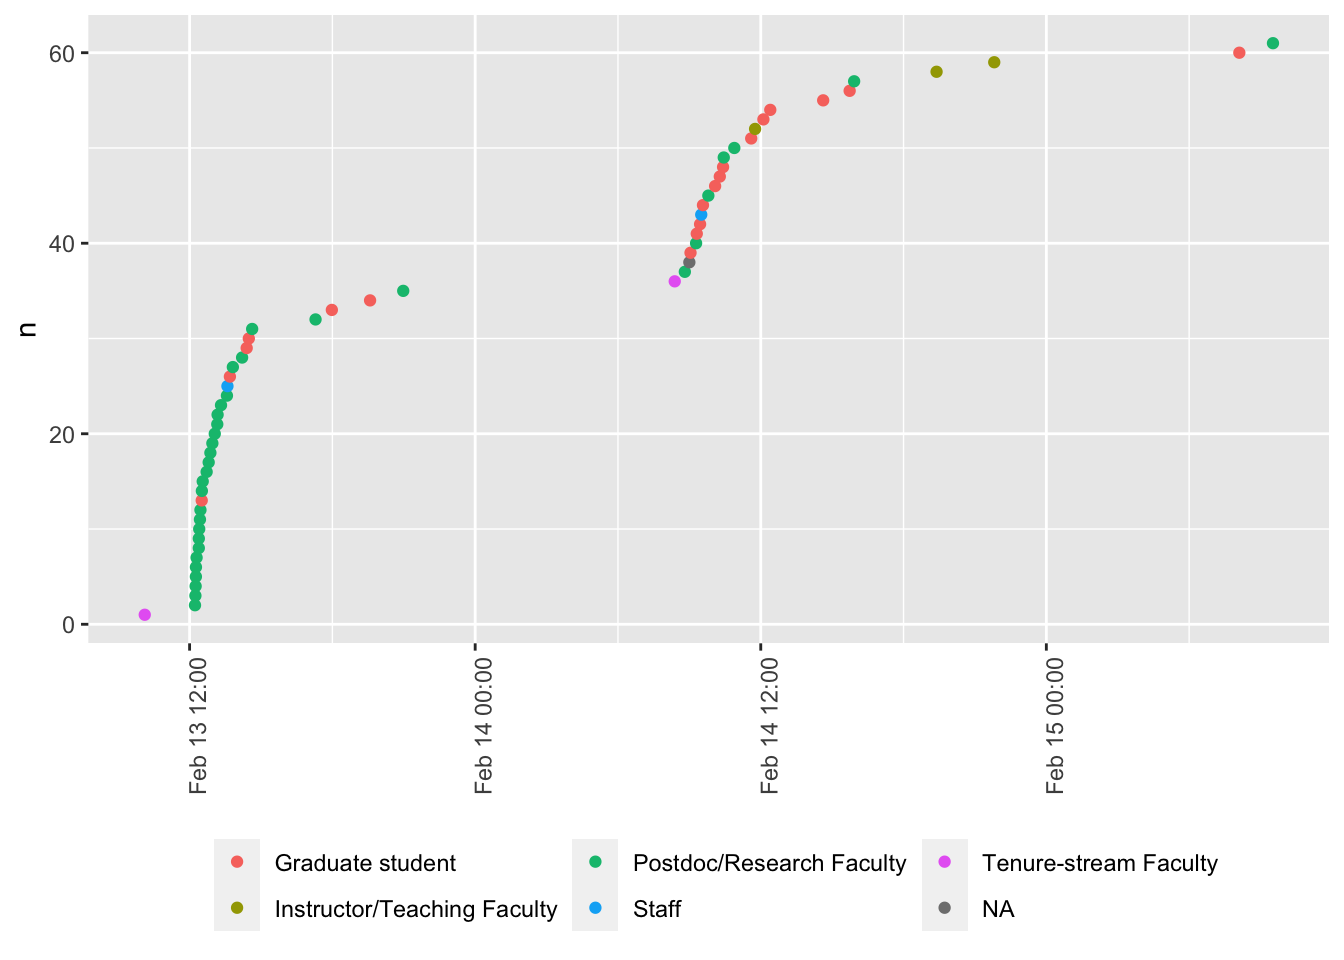 60
40
20
0
n
Feb 13 12:00
Feb 14 00:00
Feb 14 12:00
Feb 15 00:00
Graduate student
Postdoc/Research Faculty
Tenure-stream Faculty
Instructor/Teaching Faculty
Staff
NA